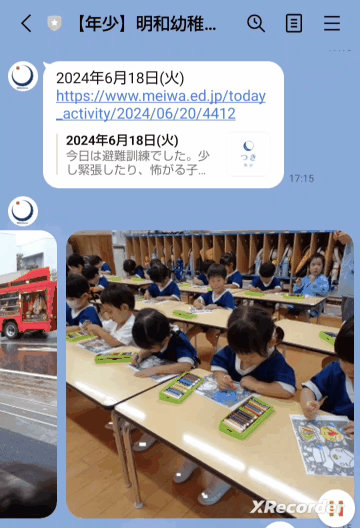 【年少】明和幼稚...
2024年6月18日(火)
https://www.meiwa.ed.jp/today
_activity/2024/06/20/4412
2024年6月18日(火)
今日は避難訓練でした。少
し緊張したり、怖がる子...
つき
17:15
XRecorder